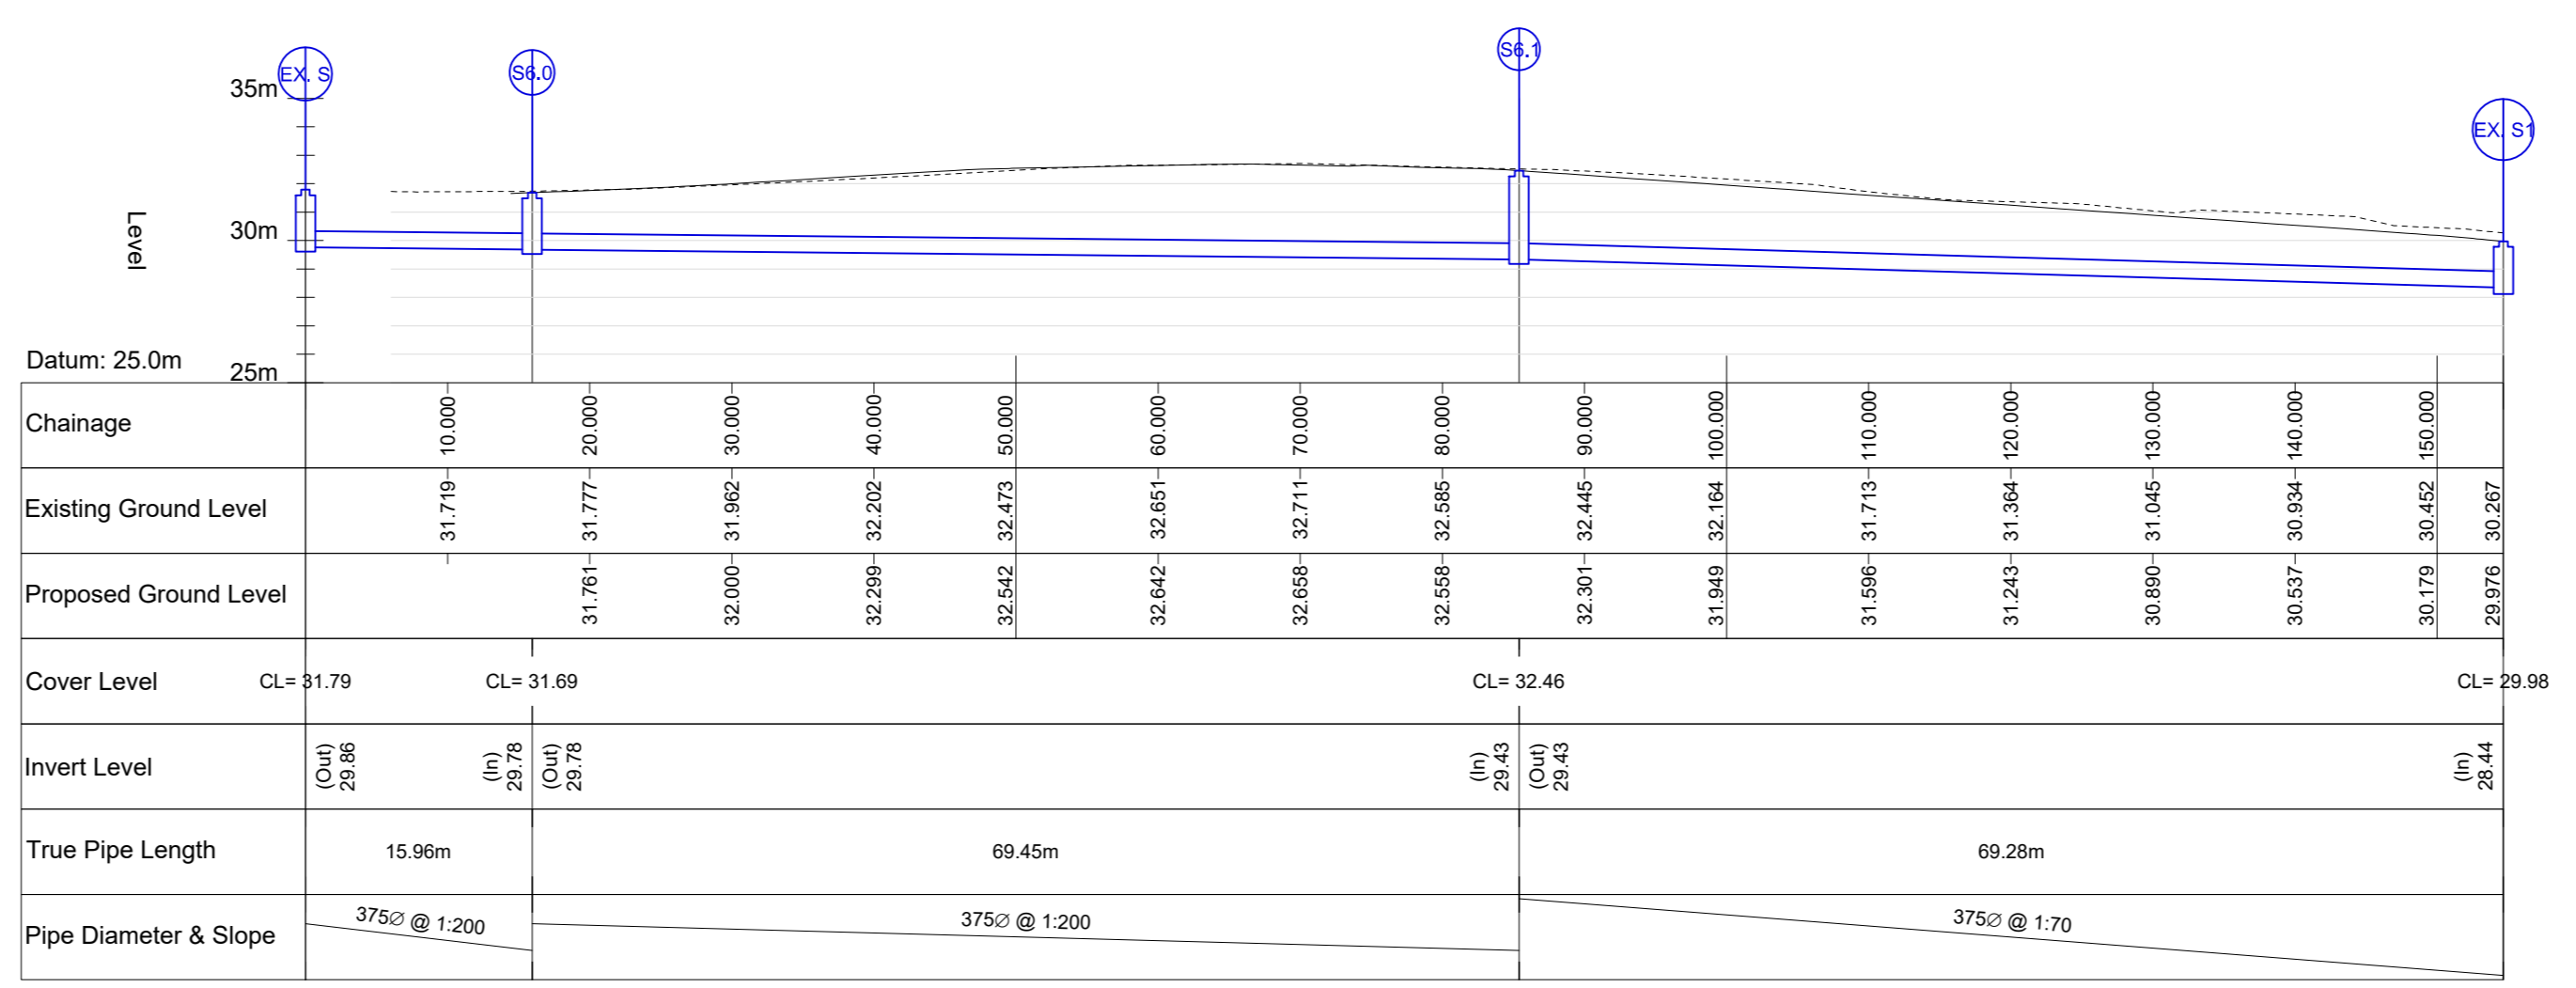 EX. S
S6.0
S6.1
EX. S1
35m
30m
25m
Level
Datum: 25.0m
Chainage
10.000
20.000
30.000
40.000
50.000
60.000
70.000
80.000
90.000
100.000
110.000
120.000
130.000
140.000
150.000
Existing Ground Level
31.719
31.777
31.962
32.202
32.473
32.651
32.711
32.585
32.445
32.164
31.713
31.364
31.045
30.934
30.452
30.267
Proposed Ground Level
31.761
32.000
32.299
32.542
32.642
32.658
32.558
32.301
31.949
31.596
31.243
30.890
30.537
30.179
29.976
Cover Level
CL= 31.79
CL= 31.69
CL= 32.46
CL= 29.98
Invert Level
(Out)
29.86
(In)
29.78
(Out)
29.78
(In)
29.43
(Out)
29.43
(In)
28.44
True Pipe Length
15.96m
69.45m
69.28m
Pipe Diameter & Slope
375∅ @ 1:200
375∅ @ 1:200
375∅ @ 1:70